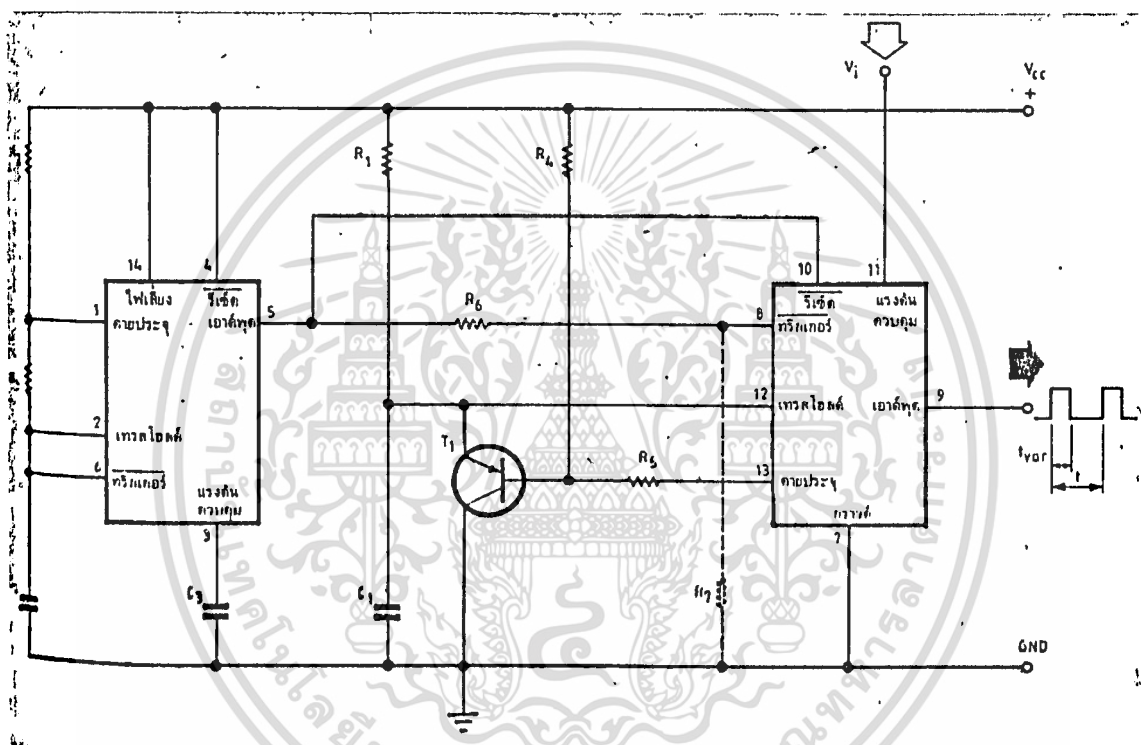 Vi
Vcc
+
R1
R4
14
4
10
11
ไฟเลี้ยง
รีเซ็ต
1
คายประจุ
เอาต์พุต
5
R6
8
รีเซ็ต
แรงดัน
ควบคุม
ทริกเกอร์
2
เทรสโฮลด์
12
เทรสโฮลด์
เอาต์พุต
9
T1
6
ทริกเกอร์
R5
13
คายประจุ
tvar
t
แรงดัน
ควบคุม
3
กราวด์
7
C3
C1
GND